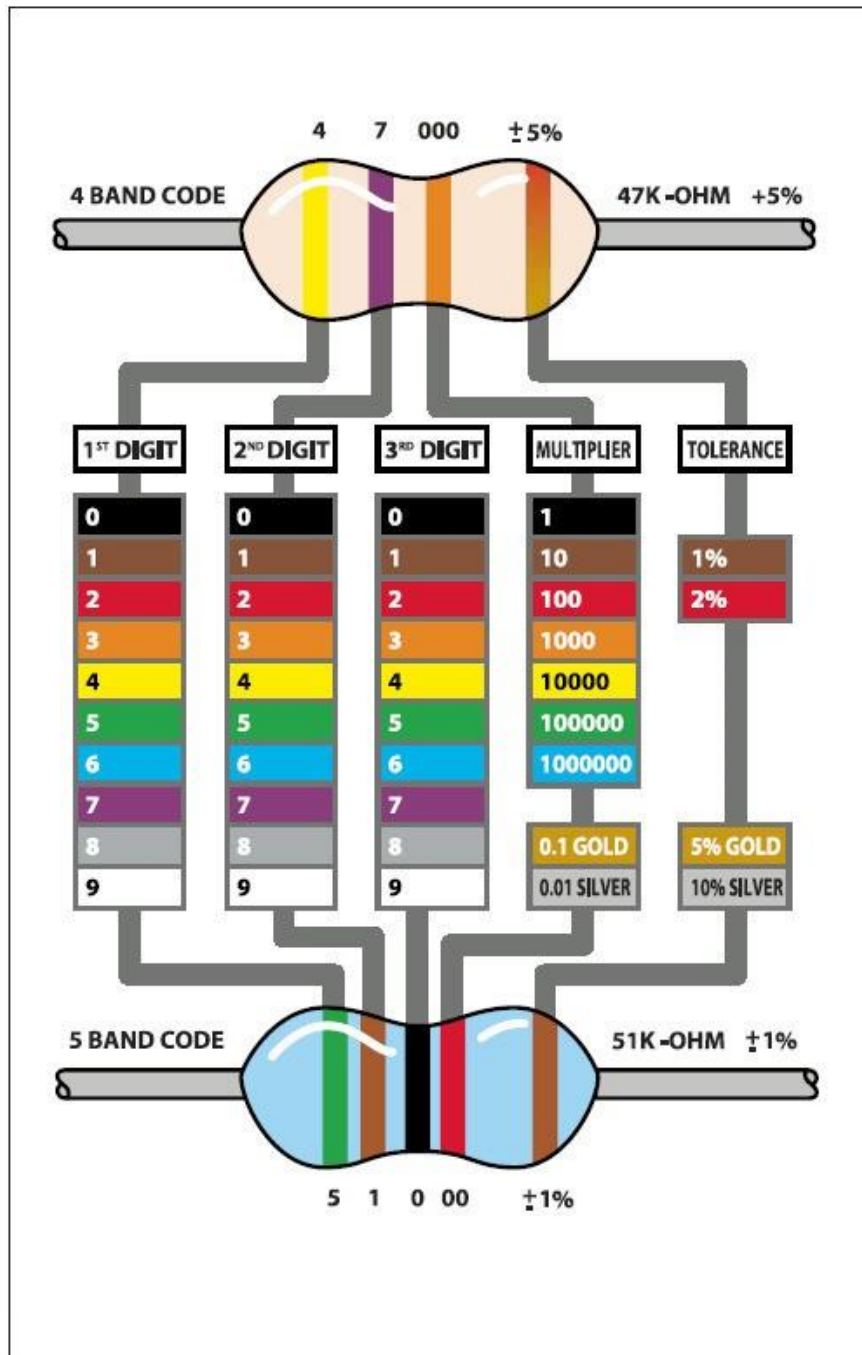 4 7 000 ±5%
4 BAND CODE 47K-OHM +5%
1ST DIGIT 2ND DIGIT 3RD DIGIT MULTIPLIER TOLERANCE
0 0 0 1
1 1 1 10 1%
2 2 2 100 2%
3 3 3 1000
4 4 4 10000
5 5 5 100000
6 6 6 1000000
7 7 7
8 8 8 0.1 GOLD 5% GOLD
9 9 9 0.01 SILVER 10% SILVER
5 BAND CODE 51K-OHM ±1%
5 1 0 00 ±1%